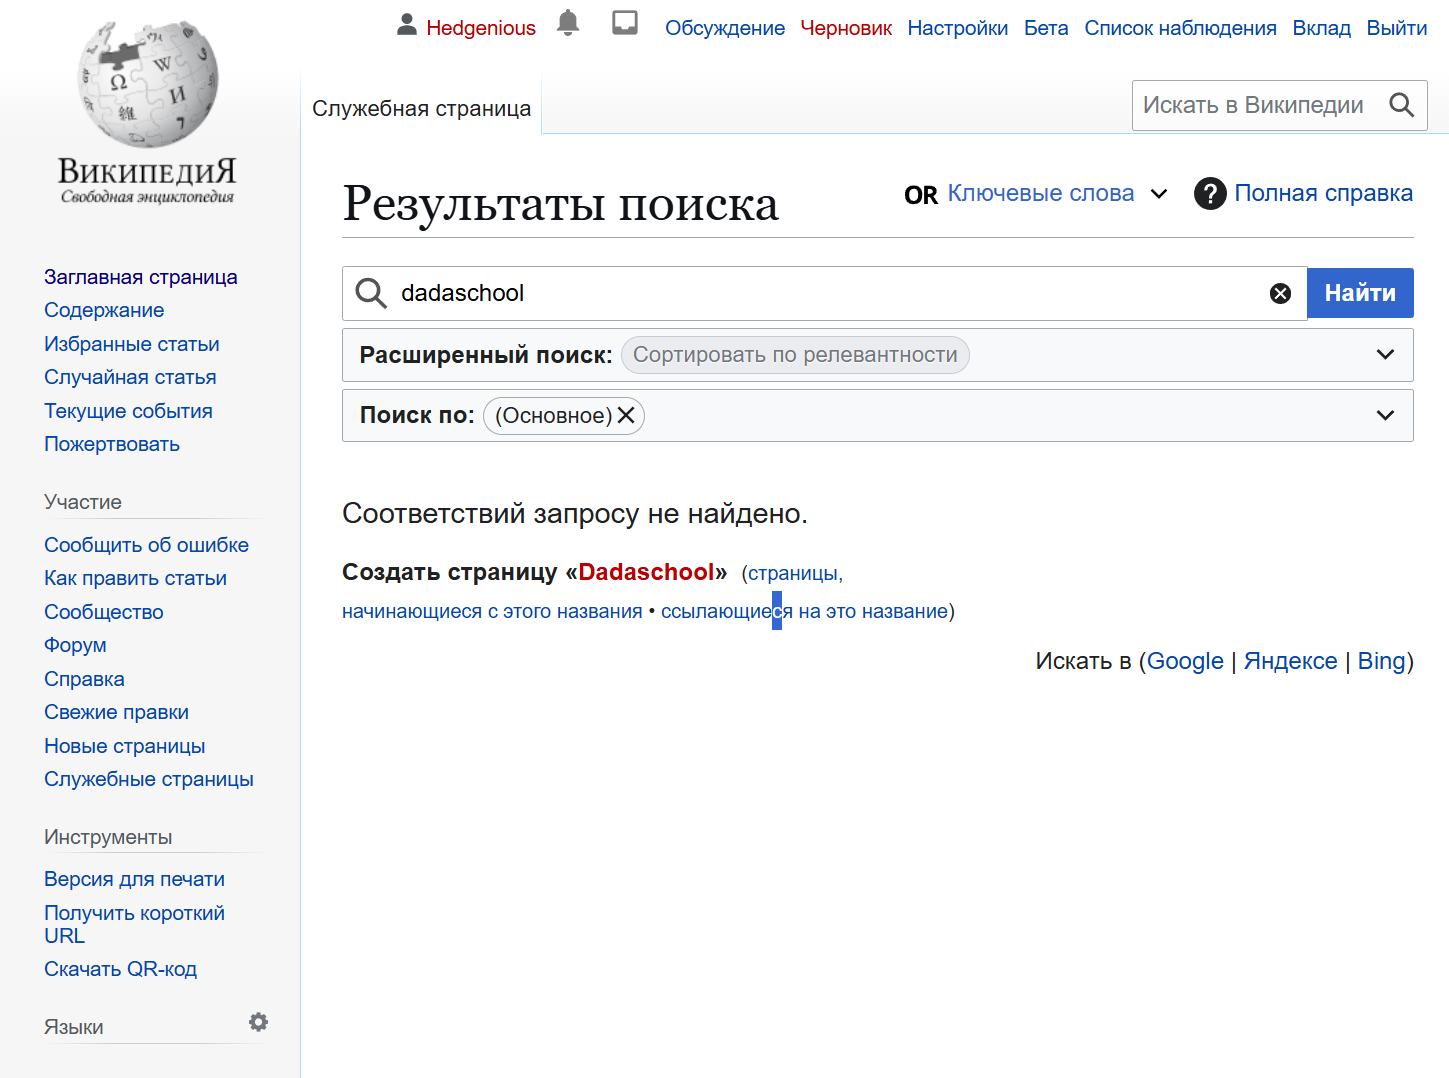 Hedgenious Обсуждение Черновик Настройки Бета Список наблюдения Вклад Выйти
ВикипедиЯ
Свободная энциклопедия
Служебная страница
Искать в Википедии
Результаты поиска
OR Ключевые слова
? Полная справка
dadaschool
Найти
Расширенный поиск: Сортировать по релевантности
Поиск по: (Основное)
Соответствий запросу не найдено.
Создать страницу «Dadaschool» (страницы,
начинающиеся с этого названия • ссылающиеся на это название)
Искать в (Google | Яндексе | Bing)
Заглавная страница
Содержание
Избранные статьи
Случайная статья
Текущие события
Пожертвовать
Участие
Сообщить об ошибке
Как править статьи
Сообщество
Форум
Справка
Свежие правки
Новые страницы
Служебные страницы
Инструменты
Версия для печати
Получить короткий
URL
Скачать QR-код
Языки